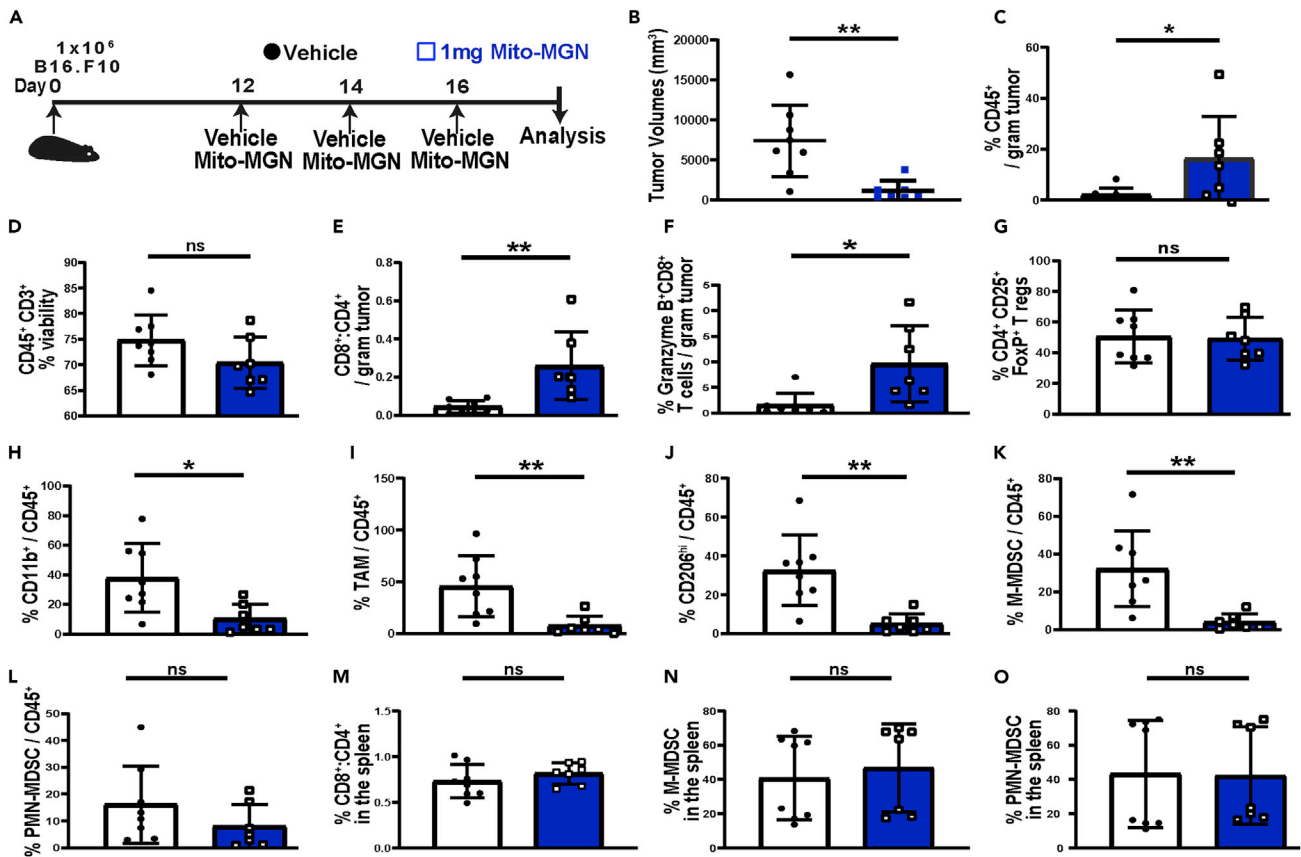 A
1x10⁶
B16.F10
● Vehicle
□ 1mg Mito-MGN
Day 0
12
14
16
Vehicle
Mito-MGN
Vehicle
Mito-MGN
Vehicle
Mito-MGN
Analysis
B
**
Tumor Volumes (mm³)
20000
15000
10000
5000
0
C
*
% CD45⁺
/ gram tumor
60
40
20
0
D
ns
CD45⁺ CD3⁺
% viability
90
85
80
75
70
65
60
E
**
CD8⁺:CD4⁺
/ gram tumor
0.8
0.6
0.4
0.2
0.0
F
*
% Granzyme B⁺CD8⁺
T cells / gram tumor
5
0
5
0
5
0
G
ns
% CD4⁺ CD25⁺
FoxP⁺ T regs
100
80
60
40
20
0
H
*
% CD11b⁺ / CD45⁺
100
80
60
40
20
0
I
**
% TAM / CD45⁺
150
100
50
0
J
**
% CD206ʰⁱ / CD45⁺
80
60
40
20
0
K
**
% M-MDSC / CD45⁺
80
60
40
20
0
L
ns
% PMN-MDSC / CD45⁺
50
40
30
20
10
0
M
ns
% CD8⁺:CD4⁺
in the spleen
1.5
1.0
0.5
0.0
N
ns
% M-MDSC
in the spleen
80
60
40
20
0
O
ns
% PMN-MDSC
in the spleen
80
60
40
20
0